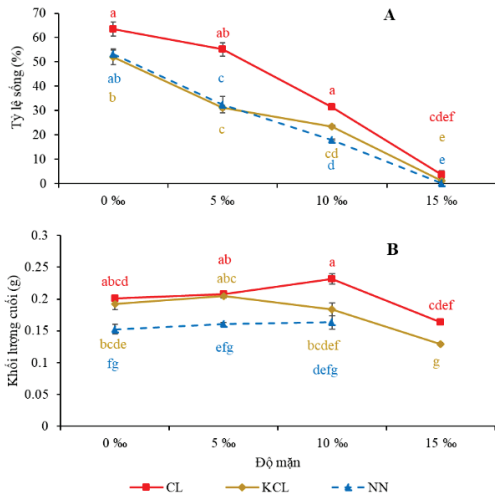 A
Tỷ lệ sống (%)
70
60
50
40
30
20
10
0
a
ab
a
cdef
ab
c
e
b
c
cd
d
e
0 ‰
5 ‰
10 ‰
15 ‰
B
Khối lượng cuối (g)
0.3
0.25
0.2
0.15
0.1
0.05
0
abcd
ab
abc
a
cdef
bcde
fg
efg
bcdef
defg
g
0 ‰
5 ‰
10 ‰
15 ‰
Độ mặn
CL
KCL
NN